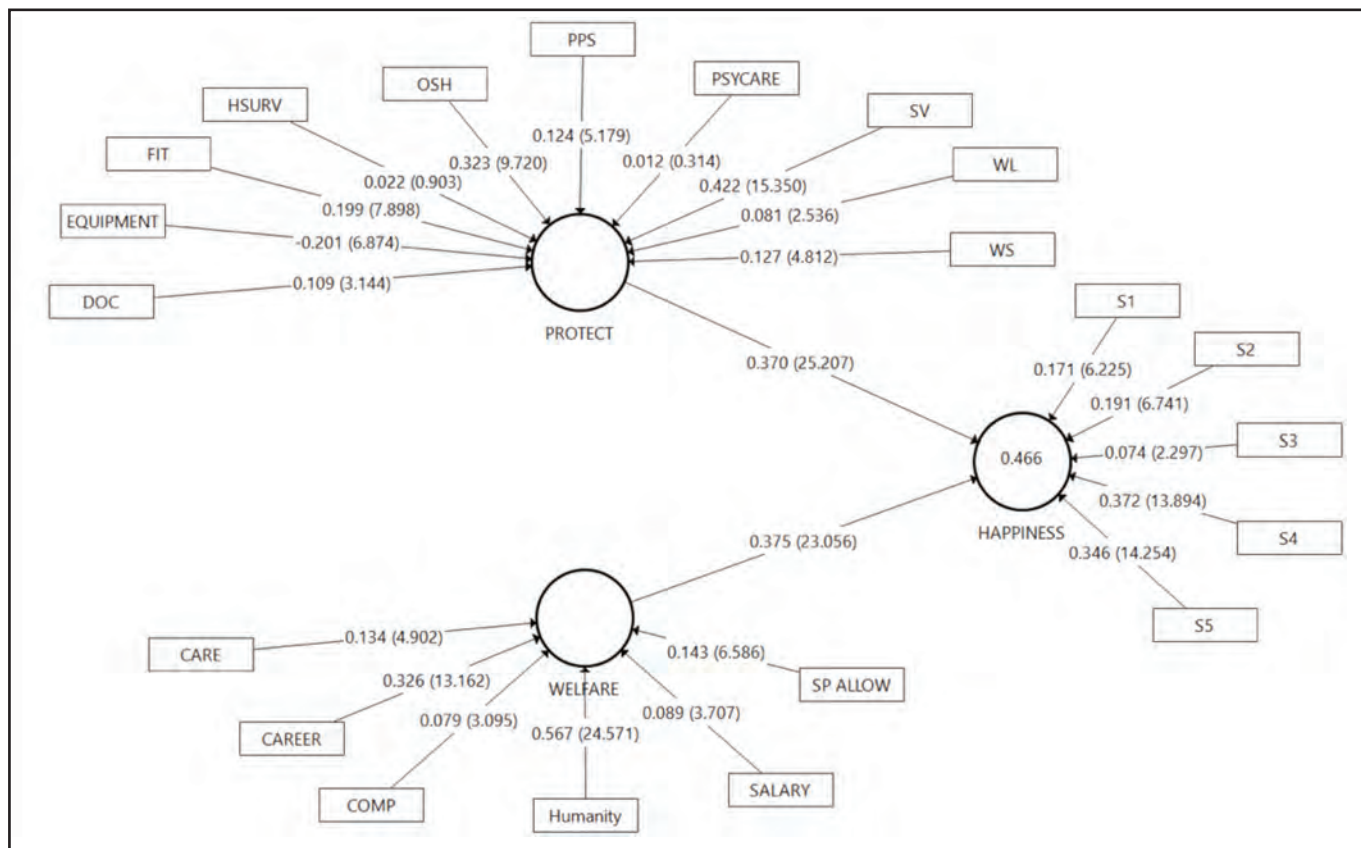 PPS
OSH
PSYCARE
HSURV
SV
FIT
WL
EQUIPMENT
WS
DOC
0.124 (5.179)
0.323 (9.720)
0.012 (0.314)
0.022 (0.903)
0.422 (15.350)
0.199 (7.898)
0.081 (2.536)
-0.201 (6.874)
0.127 (4.812)
0.109 (3.144)
PROTECT
S1
S2
0.370 (25.207)
0.171 (6.225)
0.191 (6.741)
S3
0.466
0.074 (2.297)
0.372 (13.894)
HAPPINESS
S4
0.375 (23.056)
0.346 (14.254)
S5
CARE
0.134 (4.902)
0.143 (6.586)
0.326 (13.162)
WELFARE
SP ALLOW
0.079 (3.095)
0.089 (3.707)
CAREER
0.567 (24.571)
SALARY
COMP
Humanity